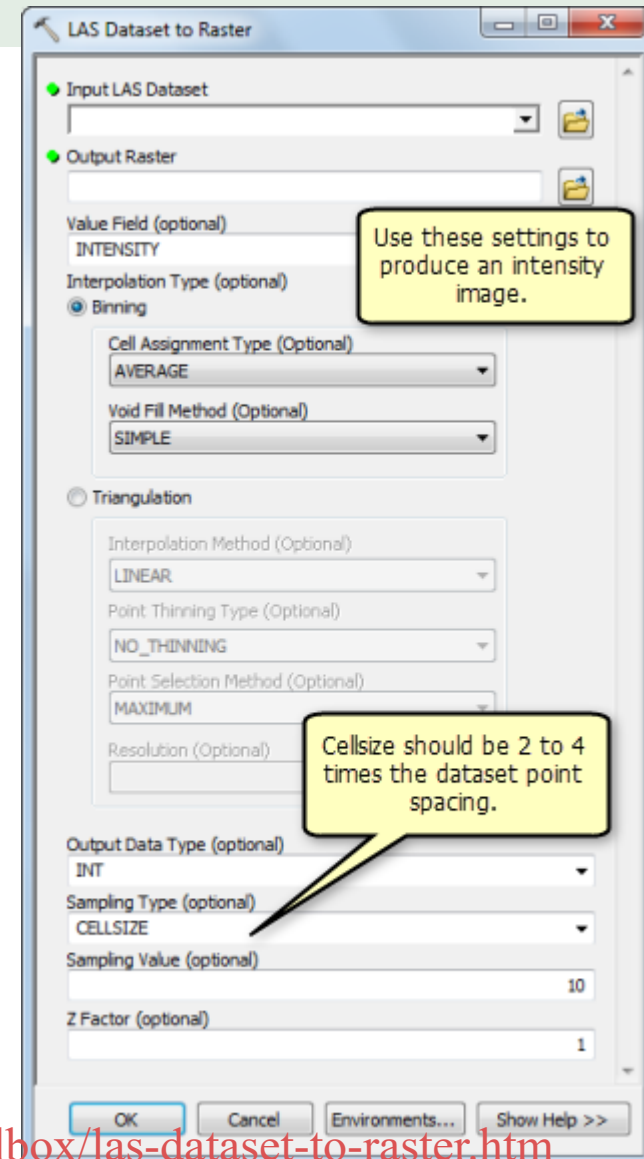 LAS Dataset to Raster
Input LAS Dataset
Output Raster
Value Field (optional)
INTENSITY
Use these settings to
produce an intensity
image.
Interpolation Type (optional)
Binning
Cell Assignment Type (Optional)
AVERAGE
Void Fill Method (Optional)
SIMPLE
Triangulation
Interpolation Method (Optional)
LINEAR
Point Thinning Type (Optional)
NO_THINNING
Point Selection Method (Optional)
MAXIMUM
Resolution (Optional)
Cellsize should be 2 to 4
times the dataset point
spacing.
Output Data Type (optional)
INT
Sampling Type (optional)
CELLSIZE
Sampling Value (optional)
10
Z Factor (optional)
1
OK Cancel Environments... Show Help >>
lbox/las-dataset-to-raster.htm